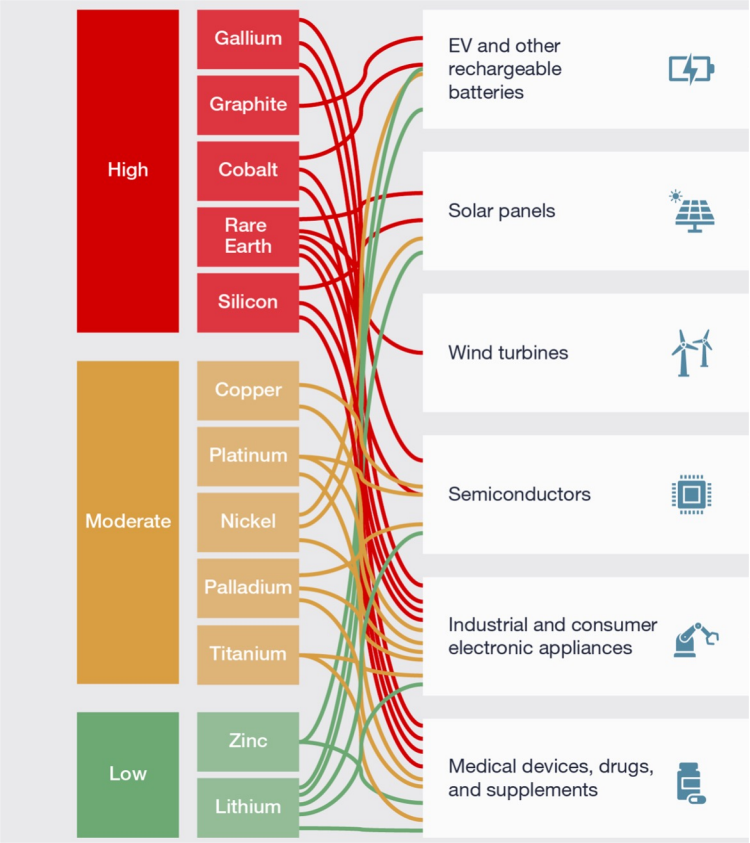 High
Gallium
Graphite
Cobalt
Rare
Earth
Silicon
Moderate
Copper
Platinum
Nickel
Palladium
Titanium
Low
Zinc
Lithium
EV and other
rechargeable
batteries
Solar panels
Wind turbines
Semiconductors
Industrial and consumer
electronic appliances
Medical devices, drugs,
and supplements